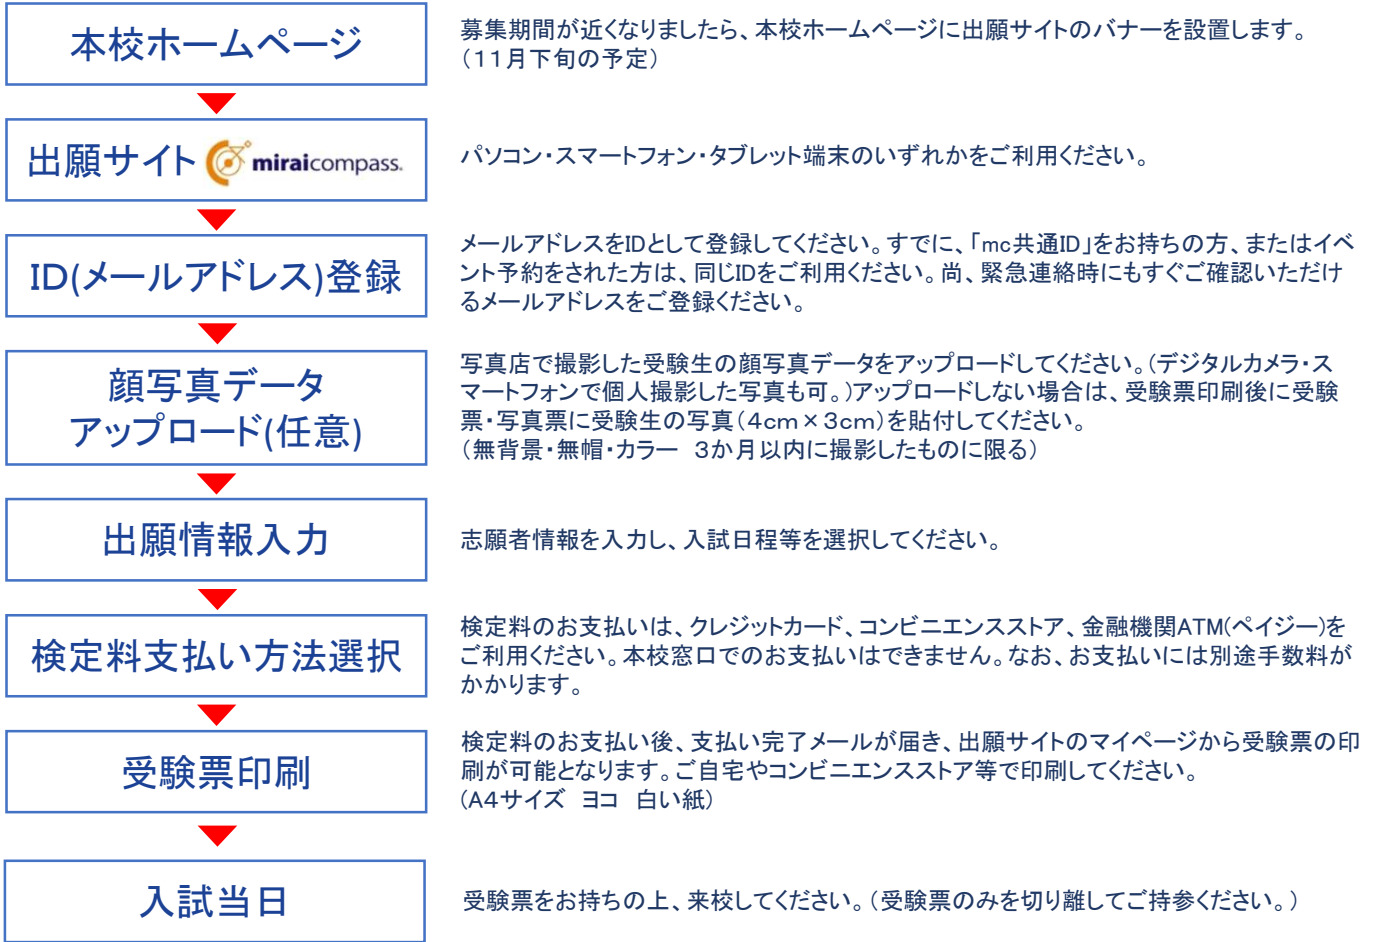 本校ホームページ
募集期間が近くなりましたら、本校ホームページに出願サイトのバナーを設置します。
（11月下旬の予定）
出願サイト miraicompass.
パソコン・スマートフォン・タブレット端末のいずれかをご利用ください。
ID(メールアドレス)登録
メールアドレスをIDとして登録してください。すでに、「mc共通ID」をお持ちの方、またはイベ
ント予約をされた方は、同じIDをご利用ください。尚、緊急連絡時にもすぐご確認いただけ
るメールアドレスをご登録ください。
顔写真データ
アップロード(任意)
写真店で撮影した受験生の顔写真データをアップロードしてください。（デジタルカメラ・ス
マートフォンで個人撮影した写真も可。）アップロードしない場合は、受験票印刷後に受験
票・写真票に受験生の写真（4cm×3cm）を貼付してください。
（無背景・無帽・カラー　3か月以内に撮影したものに限る）
出願情報入力
志願者情報を入力し、入試日程等を選択してください。
検定料支払い方法選択
検定料のお支払いは、クレジットカード、コンビニエンスストア、金融機関ATM(ペイジー)を
ご利用ください。本校窓口でのお支払いはできません。なお、お支払いには別途手数料が
かかります。
受験票印刷
検定料のお支払い後、支払い完了メールが届き、出願サイトのマイページから受験票の印
刷が可能となります。ご自宅やコンビニエンスストア等で印刷してください。
(A4サイズ　ヨコ　白い紙)
入試当日
受験票をお持ちの上、来校してください。（受験票のみを切り離してご持参ください。）